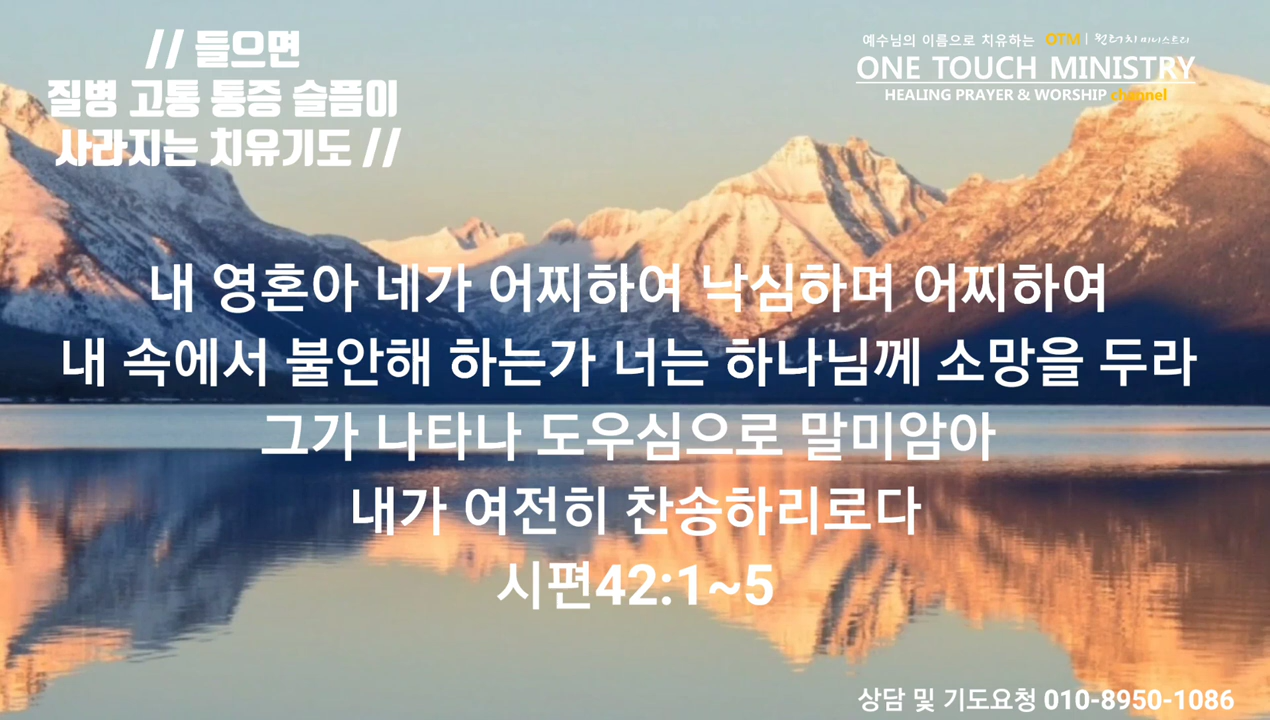 // 들으면
질병 고통 통증 슬픔이
사라지는 치유기도 //
예수님의 이름으로 치유하는 OTM | 원터치 미니스트리
ONE TOUCH MINISTRY
HEALING PRAYER & WORSHIP channel
내 영혼아 네가 어찌하여 낙심하며 어찌하여
내 속에서 불안해 하는가 너는 하나님께 소망을 두라
그가 나타나 도우심으로 말미암아
내가 여전히 찬송하리로다
시편42:1~5
상담 및 기도요청 010-8950-1086